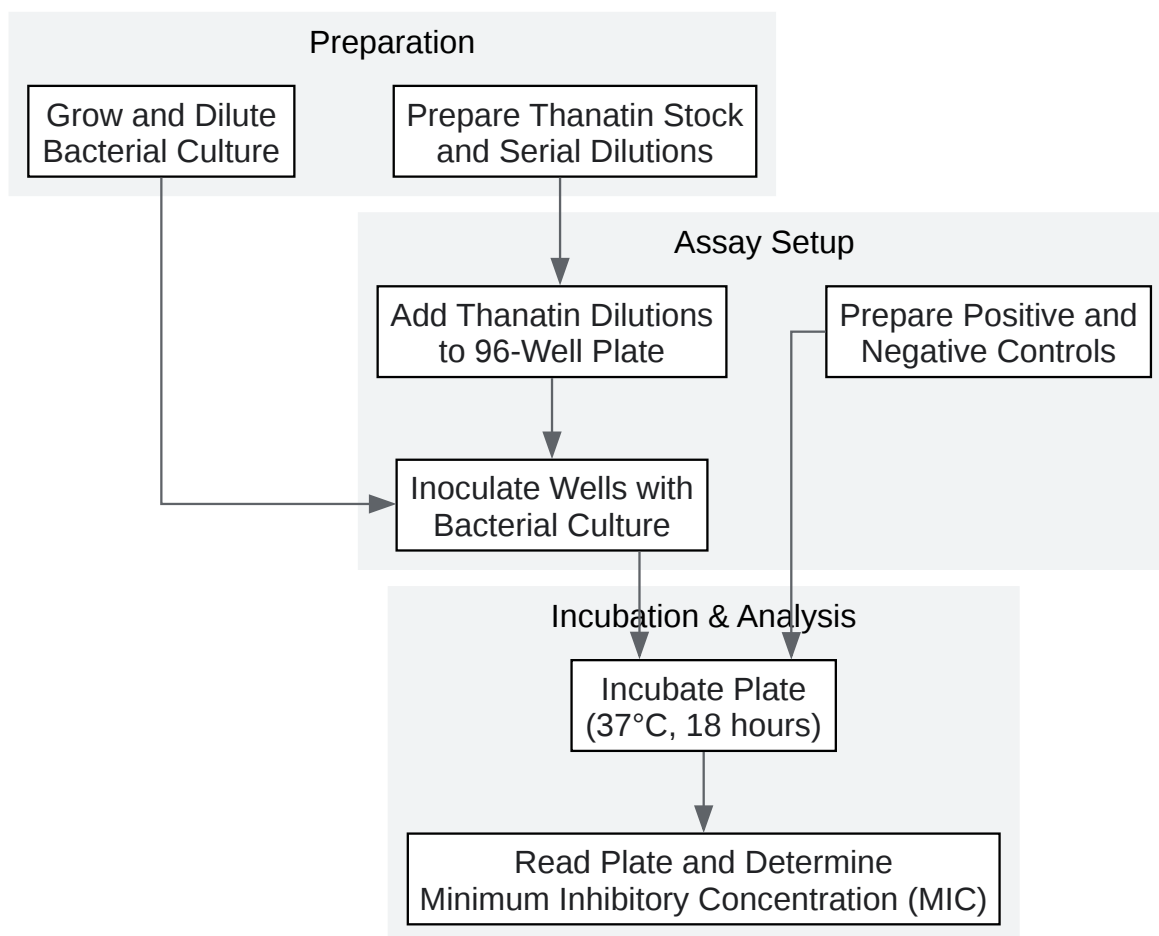 Preparation
Grow and Dilute
Bacterial Culture
Prepare Thanatin Stock
and Serial Dilutions
Assay Setup
Add Thanatin Dilutions
to 96-Well Plate
Prepare Positive and
Negative Controls
Inoculate Wells with
Bacterial Culture
Incubation & Analysis
Incubate Plate
(37°C, 18 hours)
Read Plate and Determine
Minimum Inhibitory Concentration (MIC)